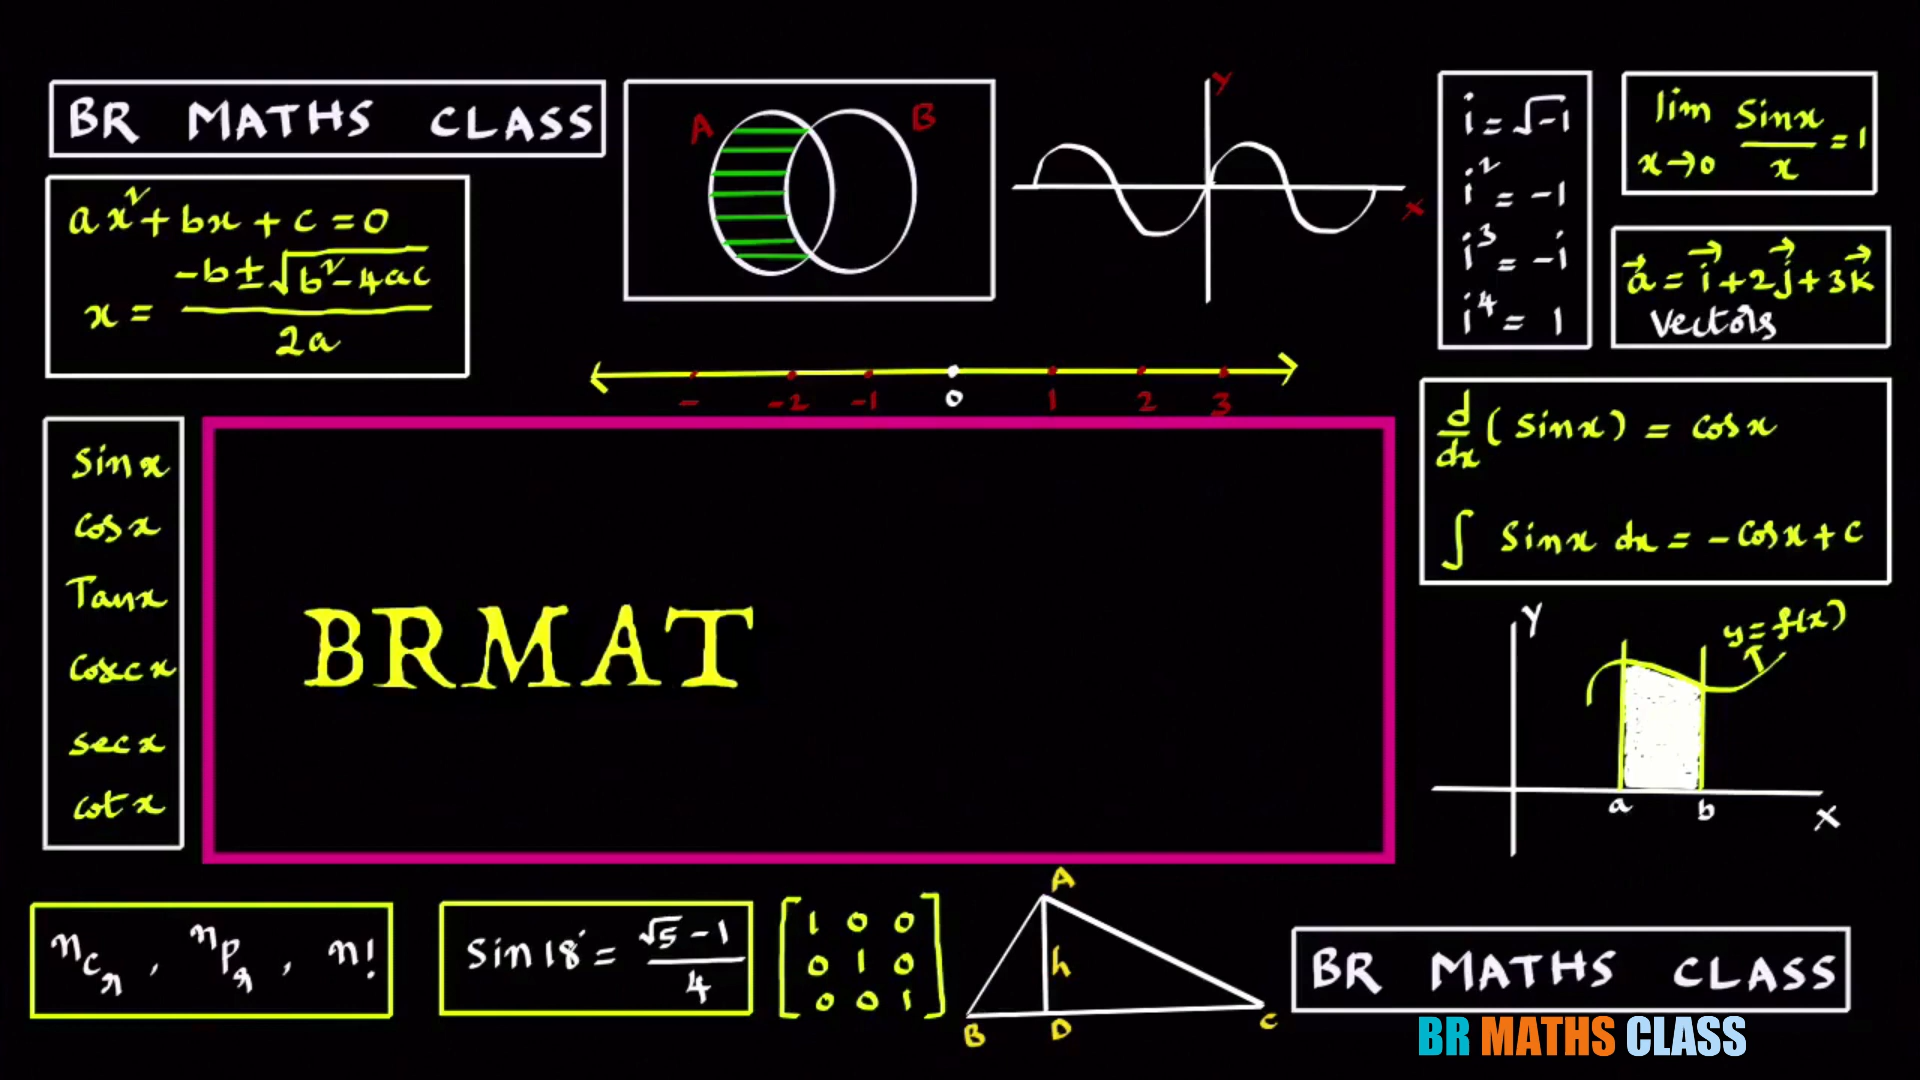 BR MATHS CLASS
ax²+bx+c=0
x = (-b±√(b²-4ac))/2a
A B
Y
X
i=√-1
i²=-1
i³=-i
i⁴=1
lim x→0 Sinx/x =1
a⃗=i⃗+2j⃗+3k⃗
Vectors
- -2 -1 0 1 2 3
d/dx (Sinx) = Cosx
∫ Sinx dx = -Cosx+c
Sinx
Cosx
Tanx
Cosecx
secx
cotx
BRMAT
Y
y=f(x)
a b
X
ⁿCᵣ, ⁿPᵣ, n!
Sin18° = (√5-1)/4
1 0 0
0 1 0
0 0 1
A
h
B D C
BR MATHS CLASS
BR MATHS CLASS